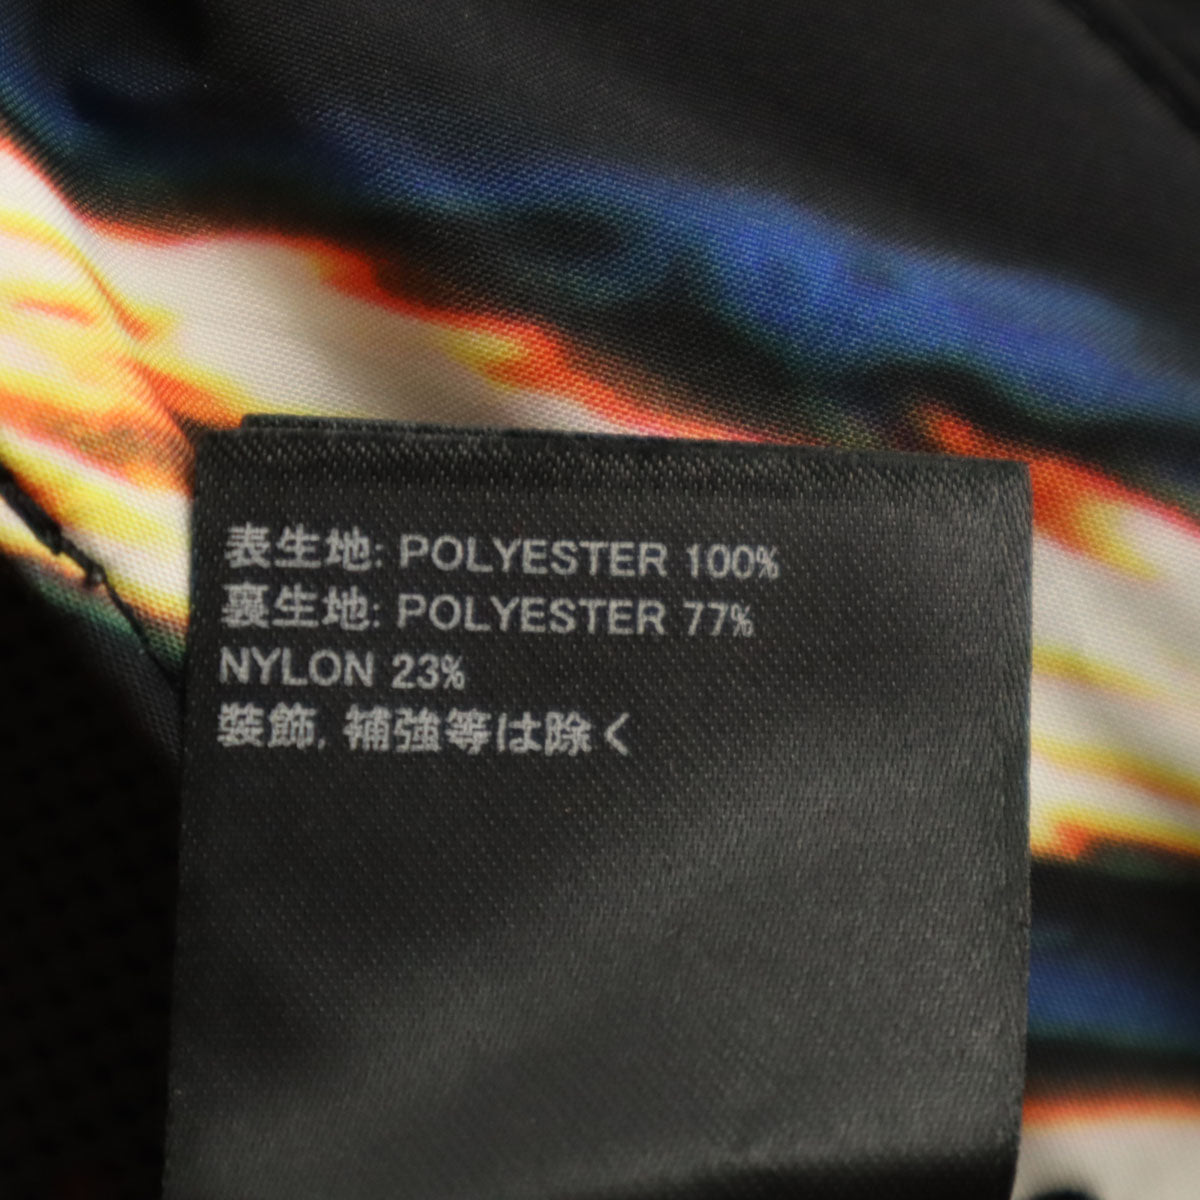 表生地: POLYESTER 100%
裏生地: POLYESTER 77%
NYLON 23%
装飾, 補強等は除く